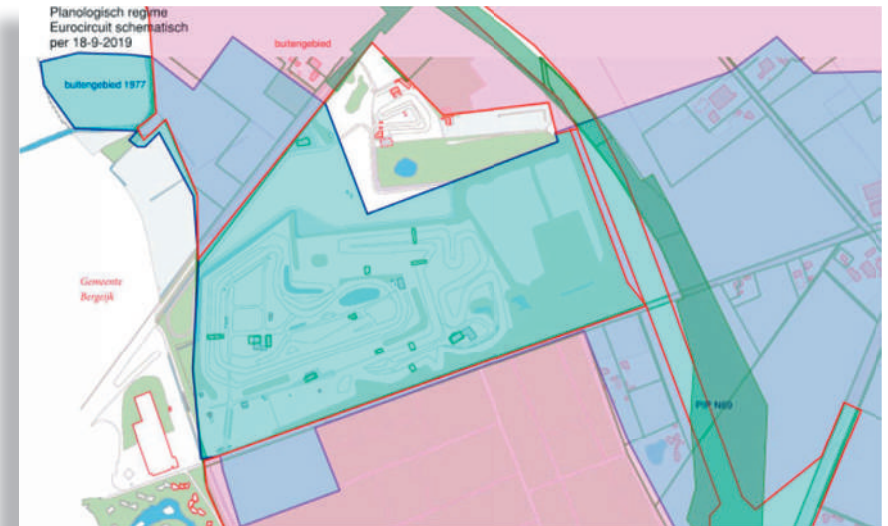 Planologisch regime
Eurocircuit schematisch
per 18-9-2019
buitengebied
buitengebied 1977
Gemeente
Bergeijk
PIP N69